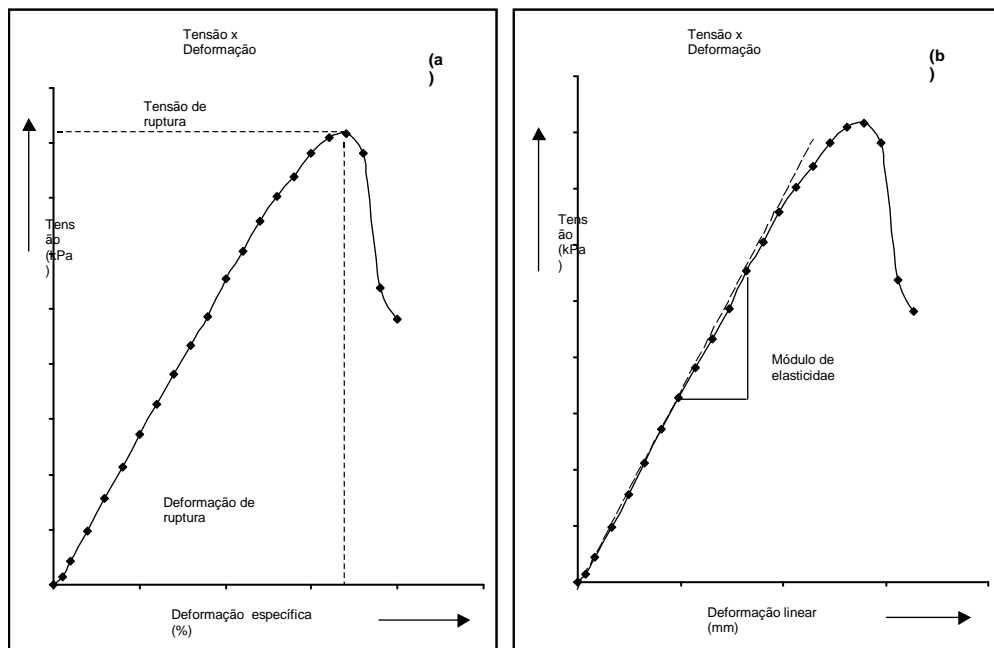 Tensão x
Deformação
(a
)
Tensão de
ruptura
Tens
ão
(kPa
)
Deformação de
ruptura
Deformação específica
(%)
Tensão x
Deformação
(b
)
Tens
ão
(kPa
)
Módulo de
elasticidae
Deformação linear
(mm)